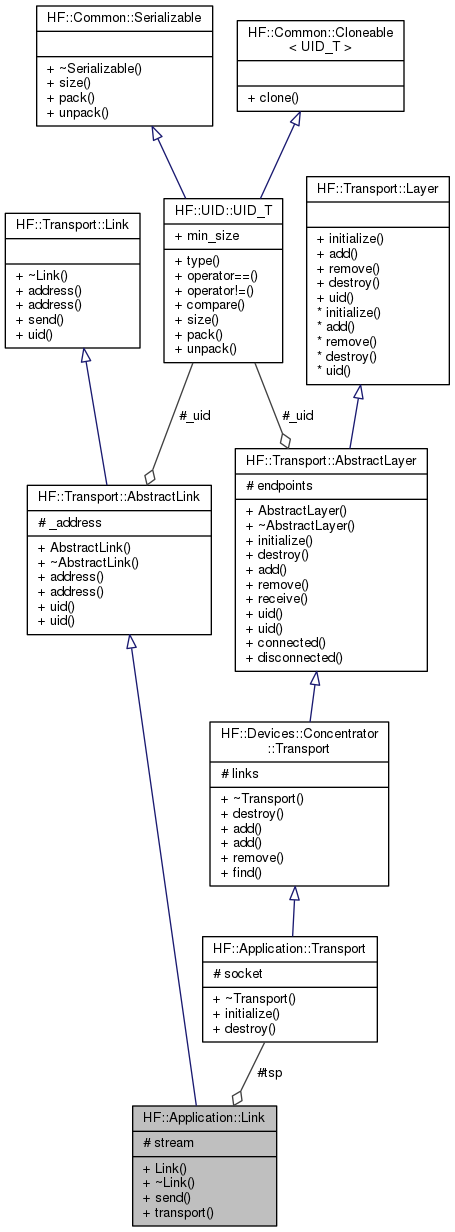 HF::Common::Serializable
+ ~Serializable()
+ size()
+ pack()
+ unpack()
HF::Common::Cloneable
< UID_T >
+ clone()
HF::UID::UID_T
+ min_size
+ type()
+ operator==()
+ operator!=()
+ compare()
+ size()
+ pack()
+ unpack()
HF::Transport::Layer
+ initialize()
+ add()
+ remove()
+ destroy()
+ uid()
* initialize()
* add()
* remove()
* destroy()
* uid()
HF::Transport::Link
+ ~Link()
+ address()
+ address()
+ send()
+ uid()
#_uid
#_uid
HF::Transport::AbstractLayer
# endpoints
+ AbstractLayer()
+ ~AbstractLayer()
+ initialize()
+ destroy()
+ add()
+ remove()
+ receive()
+ uid()
+ uid()
+ connected()
+ disconnected()
HF::Transport::AbstractLink
# _address
+ AbstractLink()
+ ~AbstractLink()
+ address()
+ address()
+ uid()
+ uid()
HF::Devices::Concentrator
::Transport
# links
+ ~Transport()
+ destroy()
+ add()
+ add()
+ remove()
+ find()
HF::Application::Transport
# socket
+ ~Transport()
+ initialize()
+ destroy()
#tsp
HF::Application::Link
# stream
+ Link()
+ ~Link()
+ send()
+ transport()